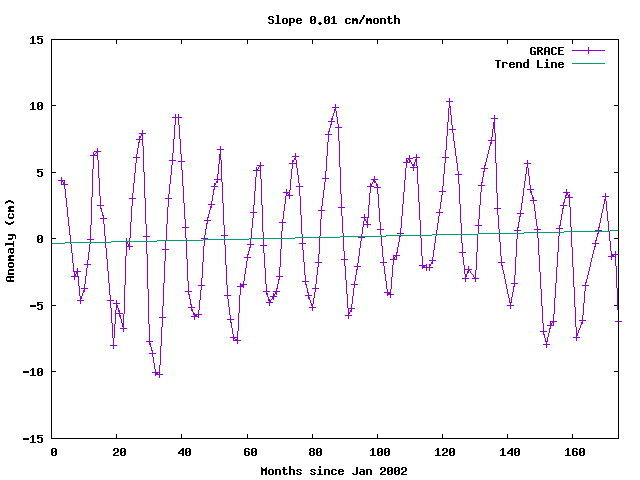 Slope 0.01 cm/month
GRACE
Trend Line
15
10
5
0
-5
-10
-15
Anomaly (cm)
0 20 40 60 80 100 120 140 160
Months since Jan 2002